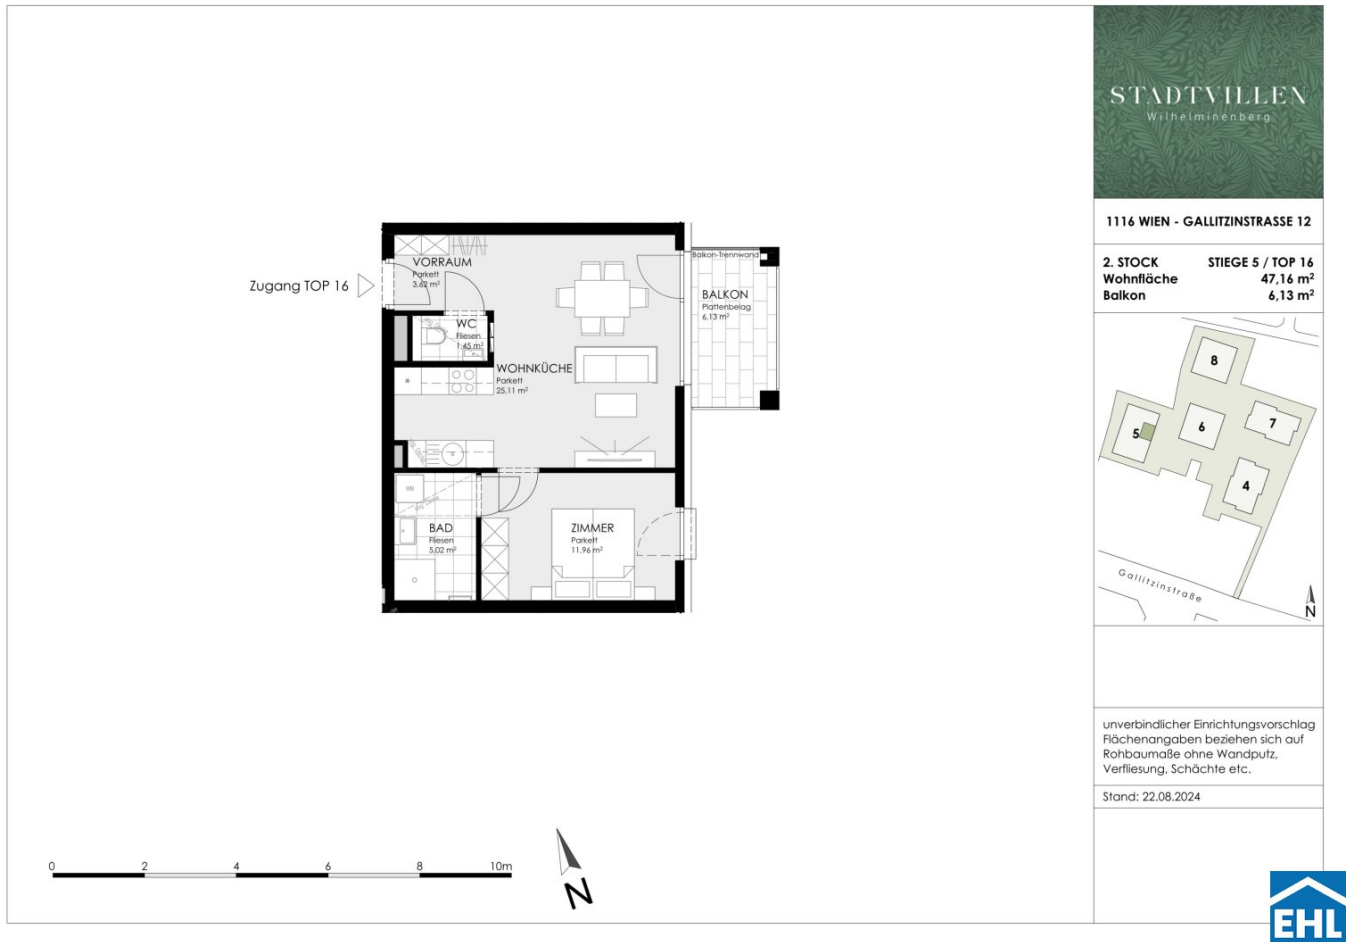 STADTVILLEN
Wilhelminenberg
1116 WIEN - GALLITZINSTRASSE 12
2. STOCK STIEGE 5 / TOP 16
Wohnfläche 47,16 m²
Balkon 6,13 m²
8
7
6
5
4
Gallitzinstraße
N
unverbindlicher Einrichtungsvorschlag
Flächenangaben beziehen sich auf
Rohbaumaße ohne Wandputz,
Verfliesung, Schächte etc.
Stand: 22.08.2024
EHL
Zugang TOP 16
VORRAUM
Parkett
3,62 m²
WC
Fliesen
1,45 m²
WOHNKÜCHE
Parkett
25,11 m²
Balkon-Trennwand
BALKON
Plattenbelag
6,13 m²
BAD
Fliesen
5,02 m²
ZIMMER
Parkett
11,96 m²
0 2 4 6 8 10m
N